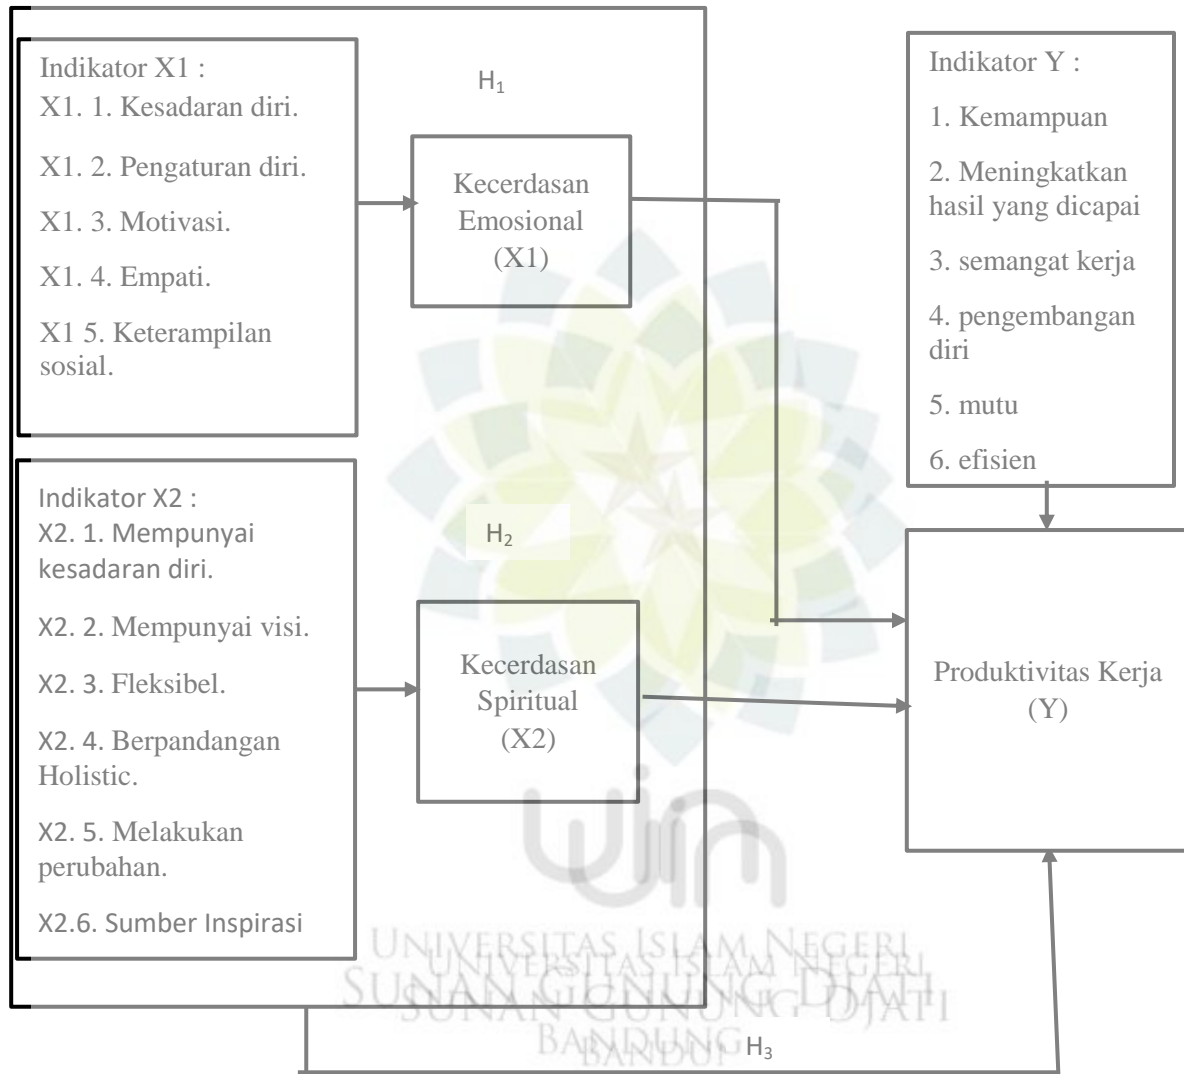 Indikator X1 :
X1. 1. Kesadaran diri.
X1. 2. Pengaturan diri.
X1. 3. Motivasi.
X1. 4. Empati.
X1 5. Keterampilan
sosial.
H₁
Kecerdasan
Emosional
(X1)
Indikator Y :
1. Kemampuan
2. Meningkatkan
hasil yang dicapai
3. semangat kerja
4. pengembangan
diri
5. mutu
6. efisien
Indikator X2 :
X2. 1. Mempunyai
kesadaran diri.
X2. 2. Mempunyai visi.
X2. 3. Fleksibel.
X2. 4. Berpandangan
Holistic.
X2. 5. Melakukan
perubahan.
X2.6. Sumber Inspirasi
H₂
Kecerdasan
Spiritual
(X2)
Produktivitas Kerja
(Y)
uin
UNIVERSITAS ISLAM NEGERI
SUNAN GUNUNG DJATI
BANDUNG
H₃